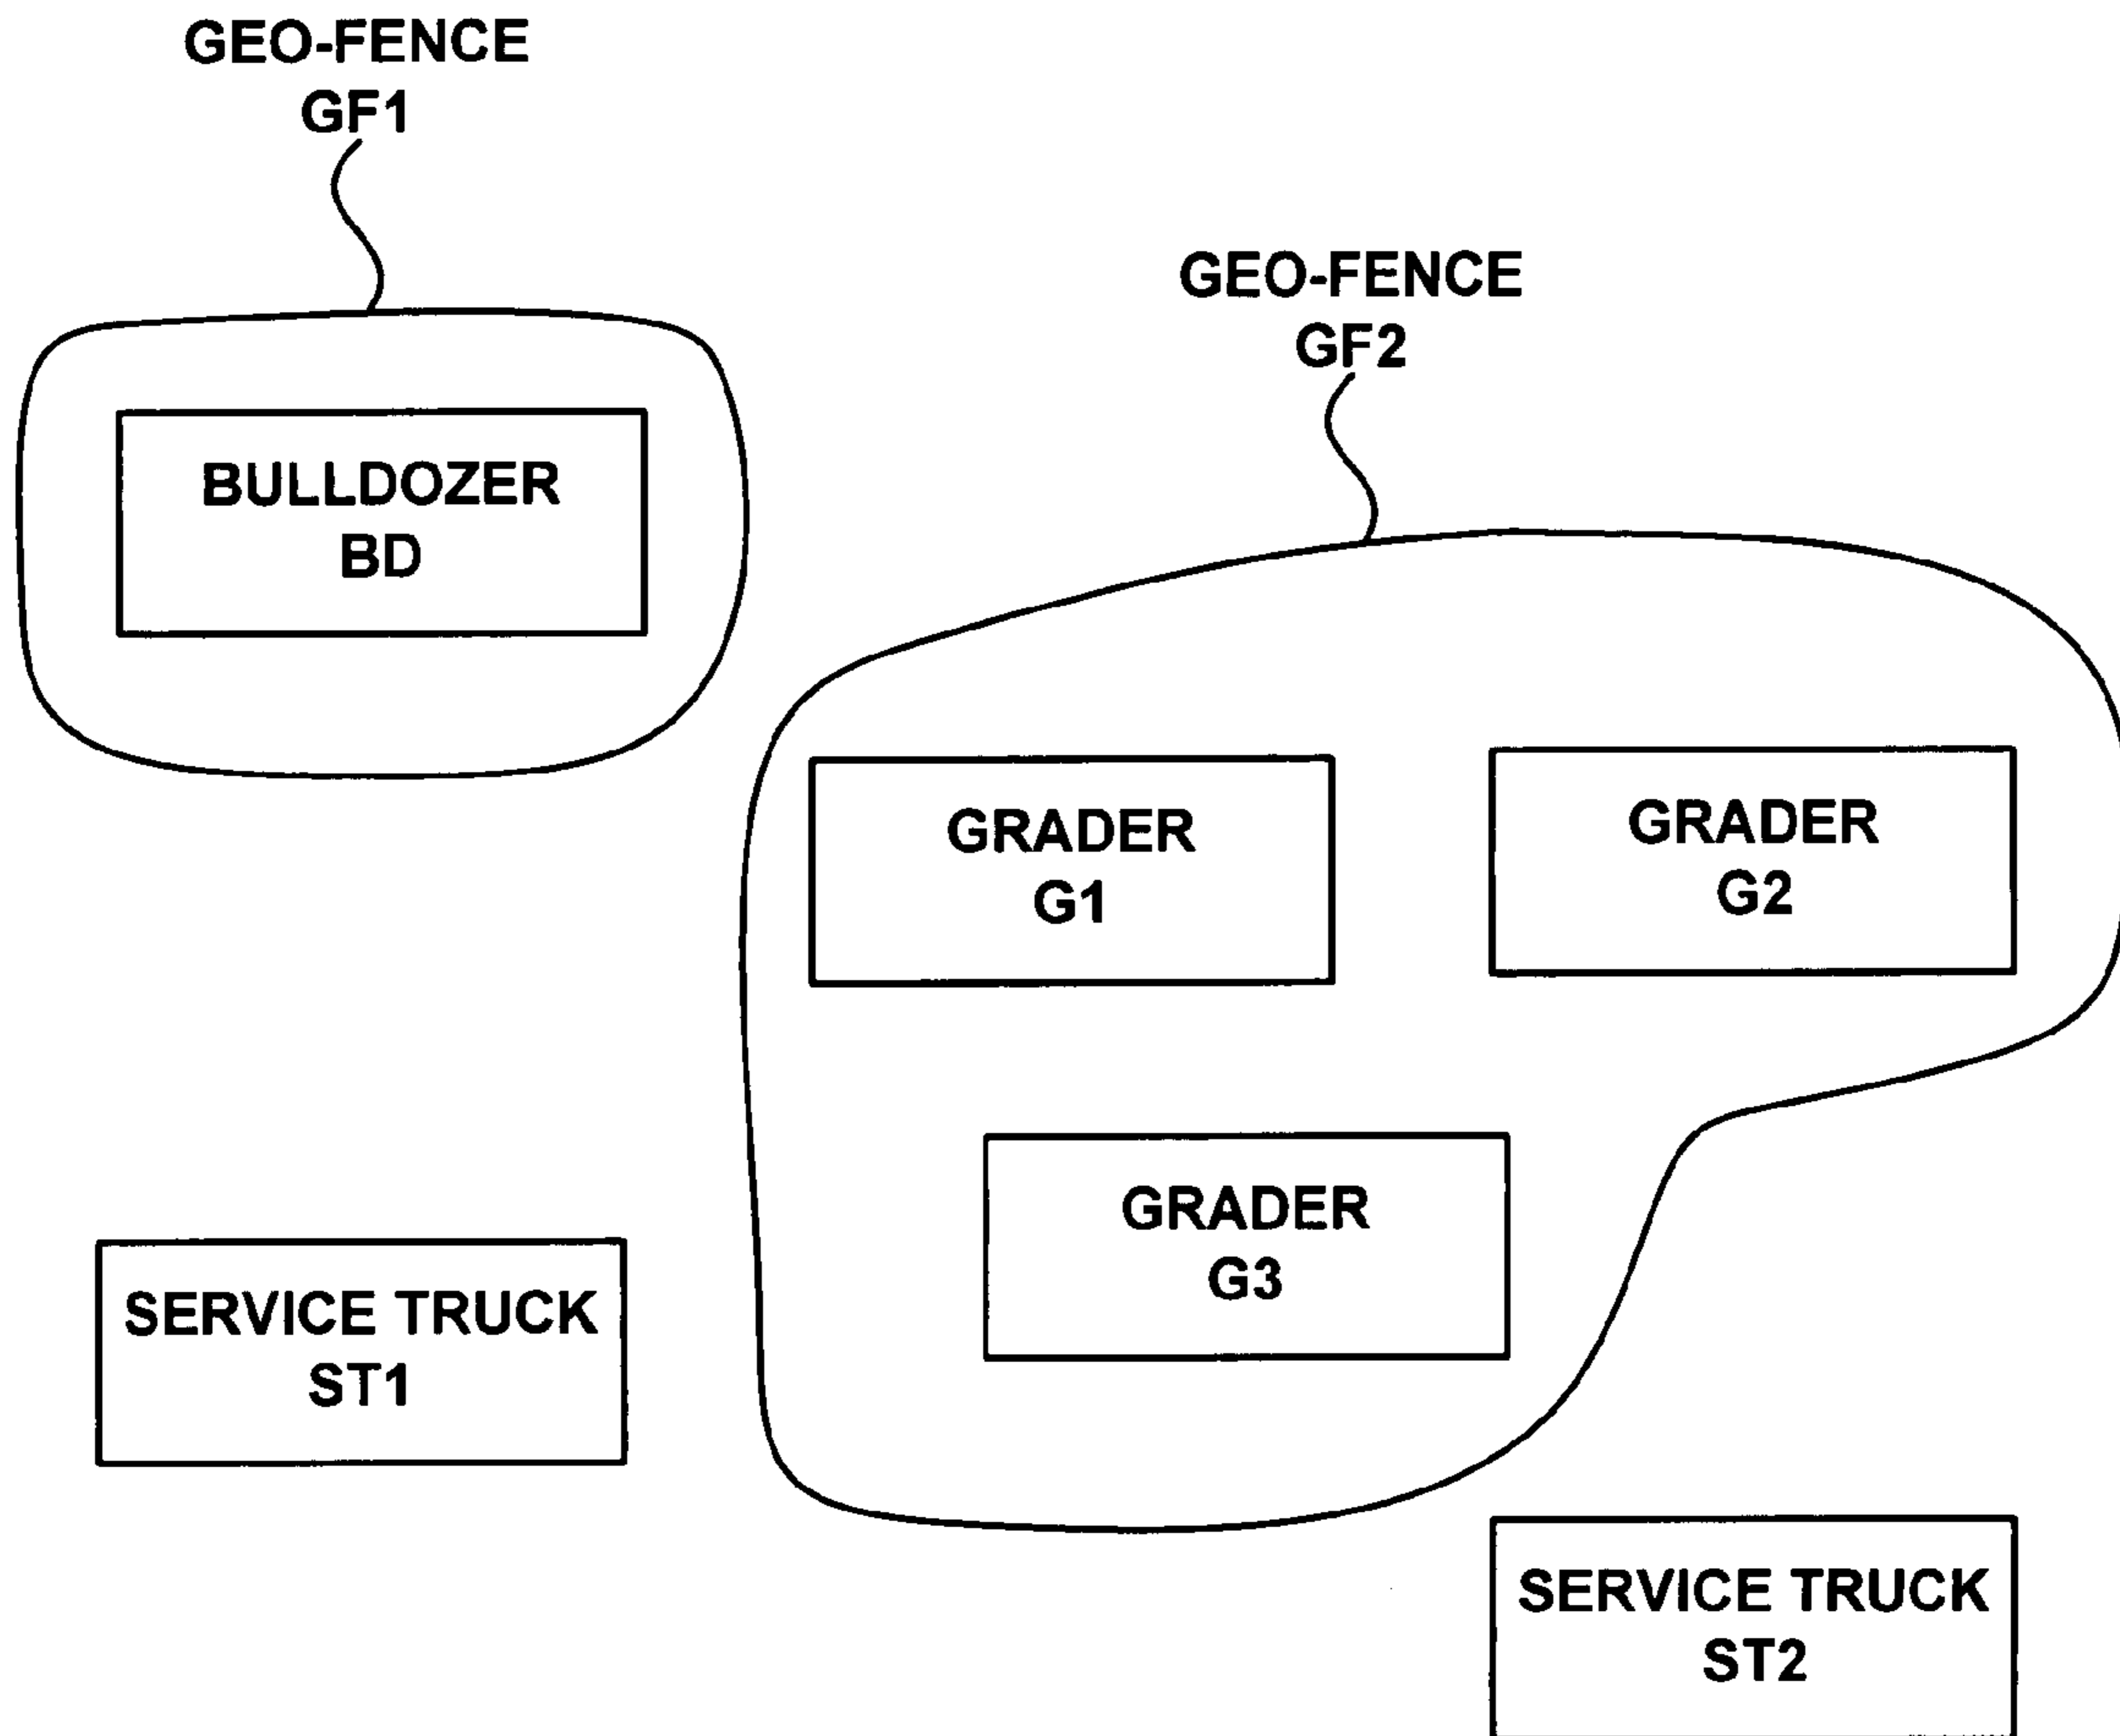 GEO-FENCE
GF1
GEO-FENCE
GF2
BULLDOZER
BD
GRADER
G1
GRADER
G2
GRADER
G3
SERVICE TRUCK
ST1
SERVICE TRUCK
ST2